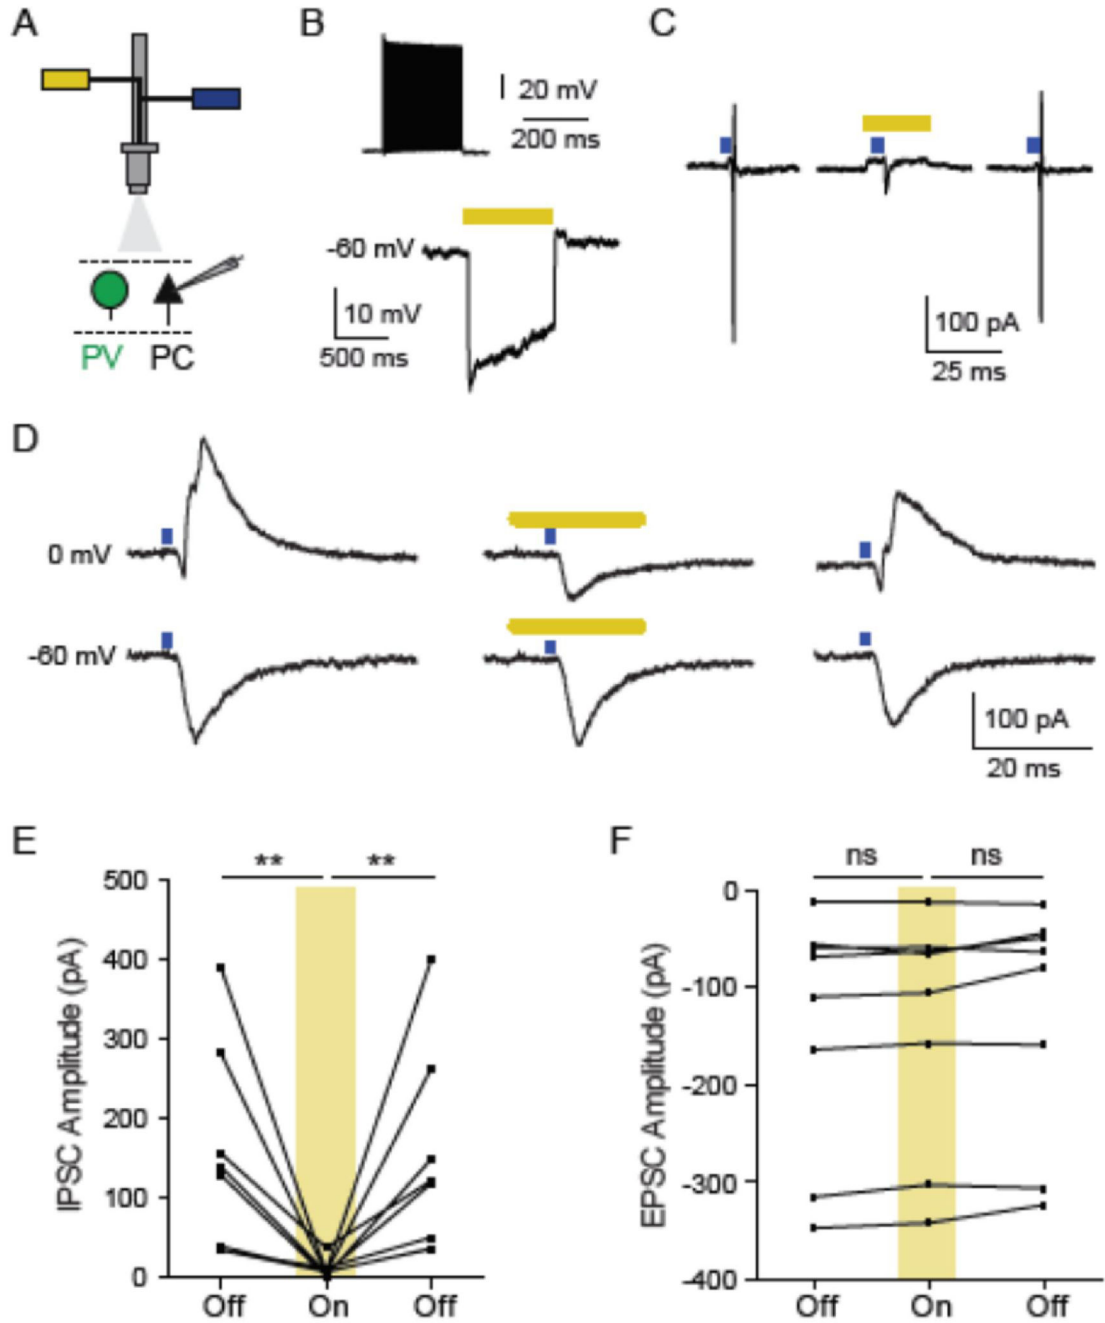 A
B
C
20 mV
200 ms
-60 mV
10 mV
500 ms
100 pA
25 ms
PV PC
D
0 mV
-60 mV
100 pA
20 ms
E
** **
500
400
300
200
100
0
IPSC Amplitude (pA)
Off On Off
F
ns ns
0
-100
-200
-300
-400
EPSC Amplitude (pA)
Off On Off